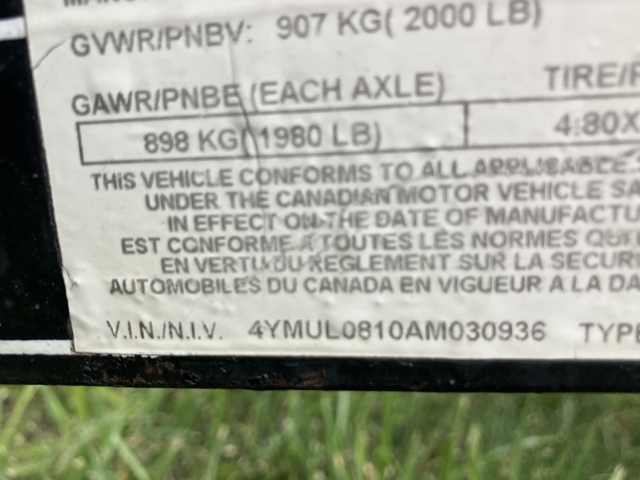 GVWR/PNBV: 907 KG( 2000 LB)
GAWR/PNBE (EACH AXLE) TIRE/
898 KG( 1980 LB) 4:80X
THIS VEHICLE CONFORMS TO ALL APPLICABLE
UNDER THE CANADIAN MOTOR VEHICLE SA
IN EFFECT ON THE DATE OF MANUFACTU
EST CONFORME A TOUTES LES NORMES QUI
EN VERTU DU REGLEMENT SUR LA SECURI
AUTOMOBILES DU CANADA EN VIGUEUR A LA DA
V.I.N./N.I.V. 4YMUL0810AM030936 TYPE